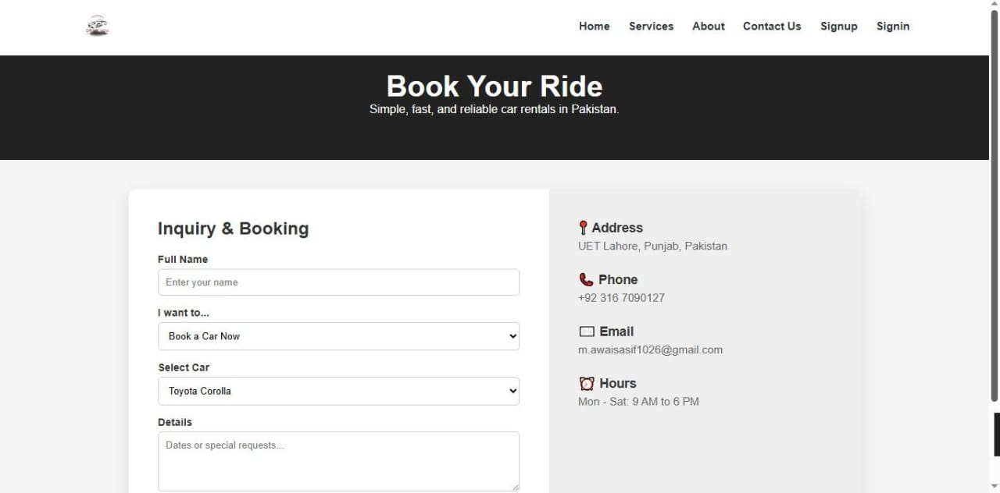 Home Services About Contact Us Signup Signin
Book Your Ride
Simple, fast, and reliable car rentals in Pakistan.
Inquiry & Booking
Full Name
Enter your name
I want to...
Book a Car Now
Select Car
Toyota Corolla
Details
Dates or special requests...
Address
UET Lahore, Punjab, Pakistan
Phone
+92 316 7090127
Email
m.awaisasif1026@gmail.com
Hours
Mon - Sat: 9 AM to 6 PM